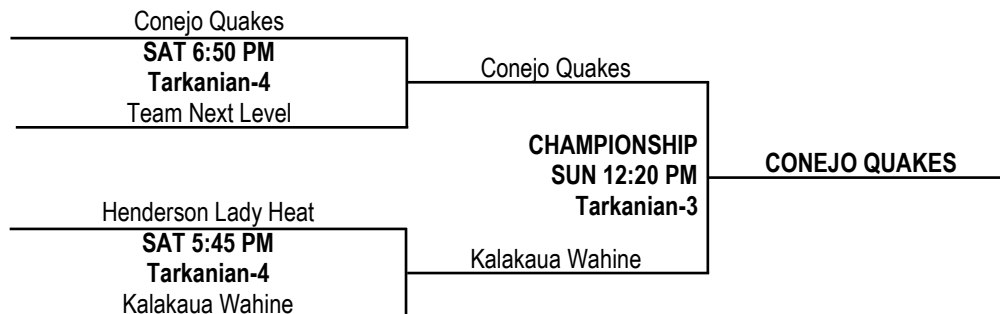 Conejo Quakes
SAT 6:50 PM
Tarkanian-4
Team Next Level
Conejo Quakes
CHAMPIONSHIP
SUN 12:20 PM
Tarkanian-3
CONEJO QUAKES
Henderson Lady Heat
SAT 5:45 PM
Tarkanian-4
Kalakaua Wahine
Kalakaua Wahine